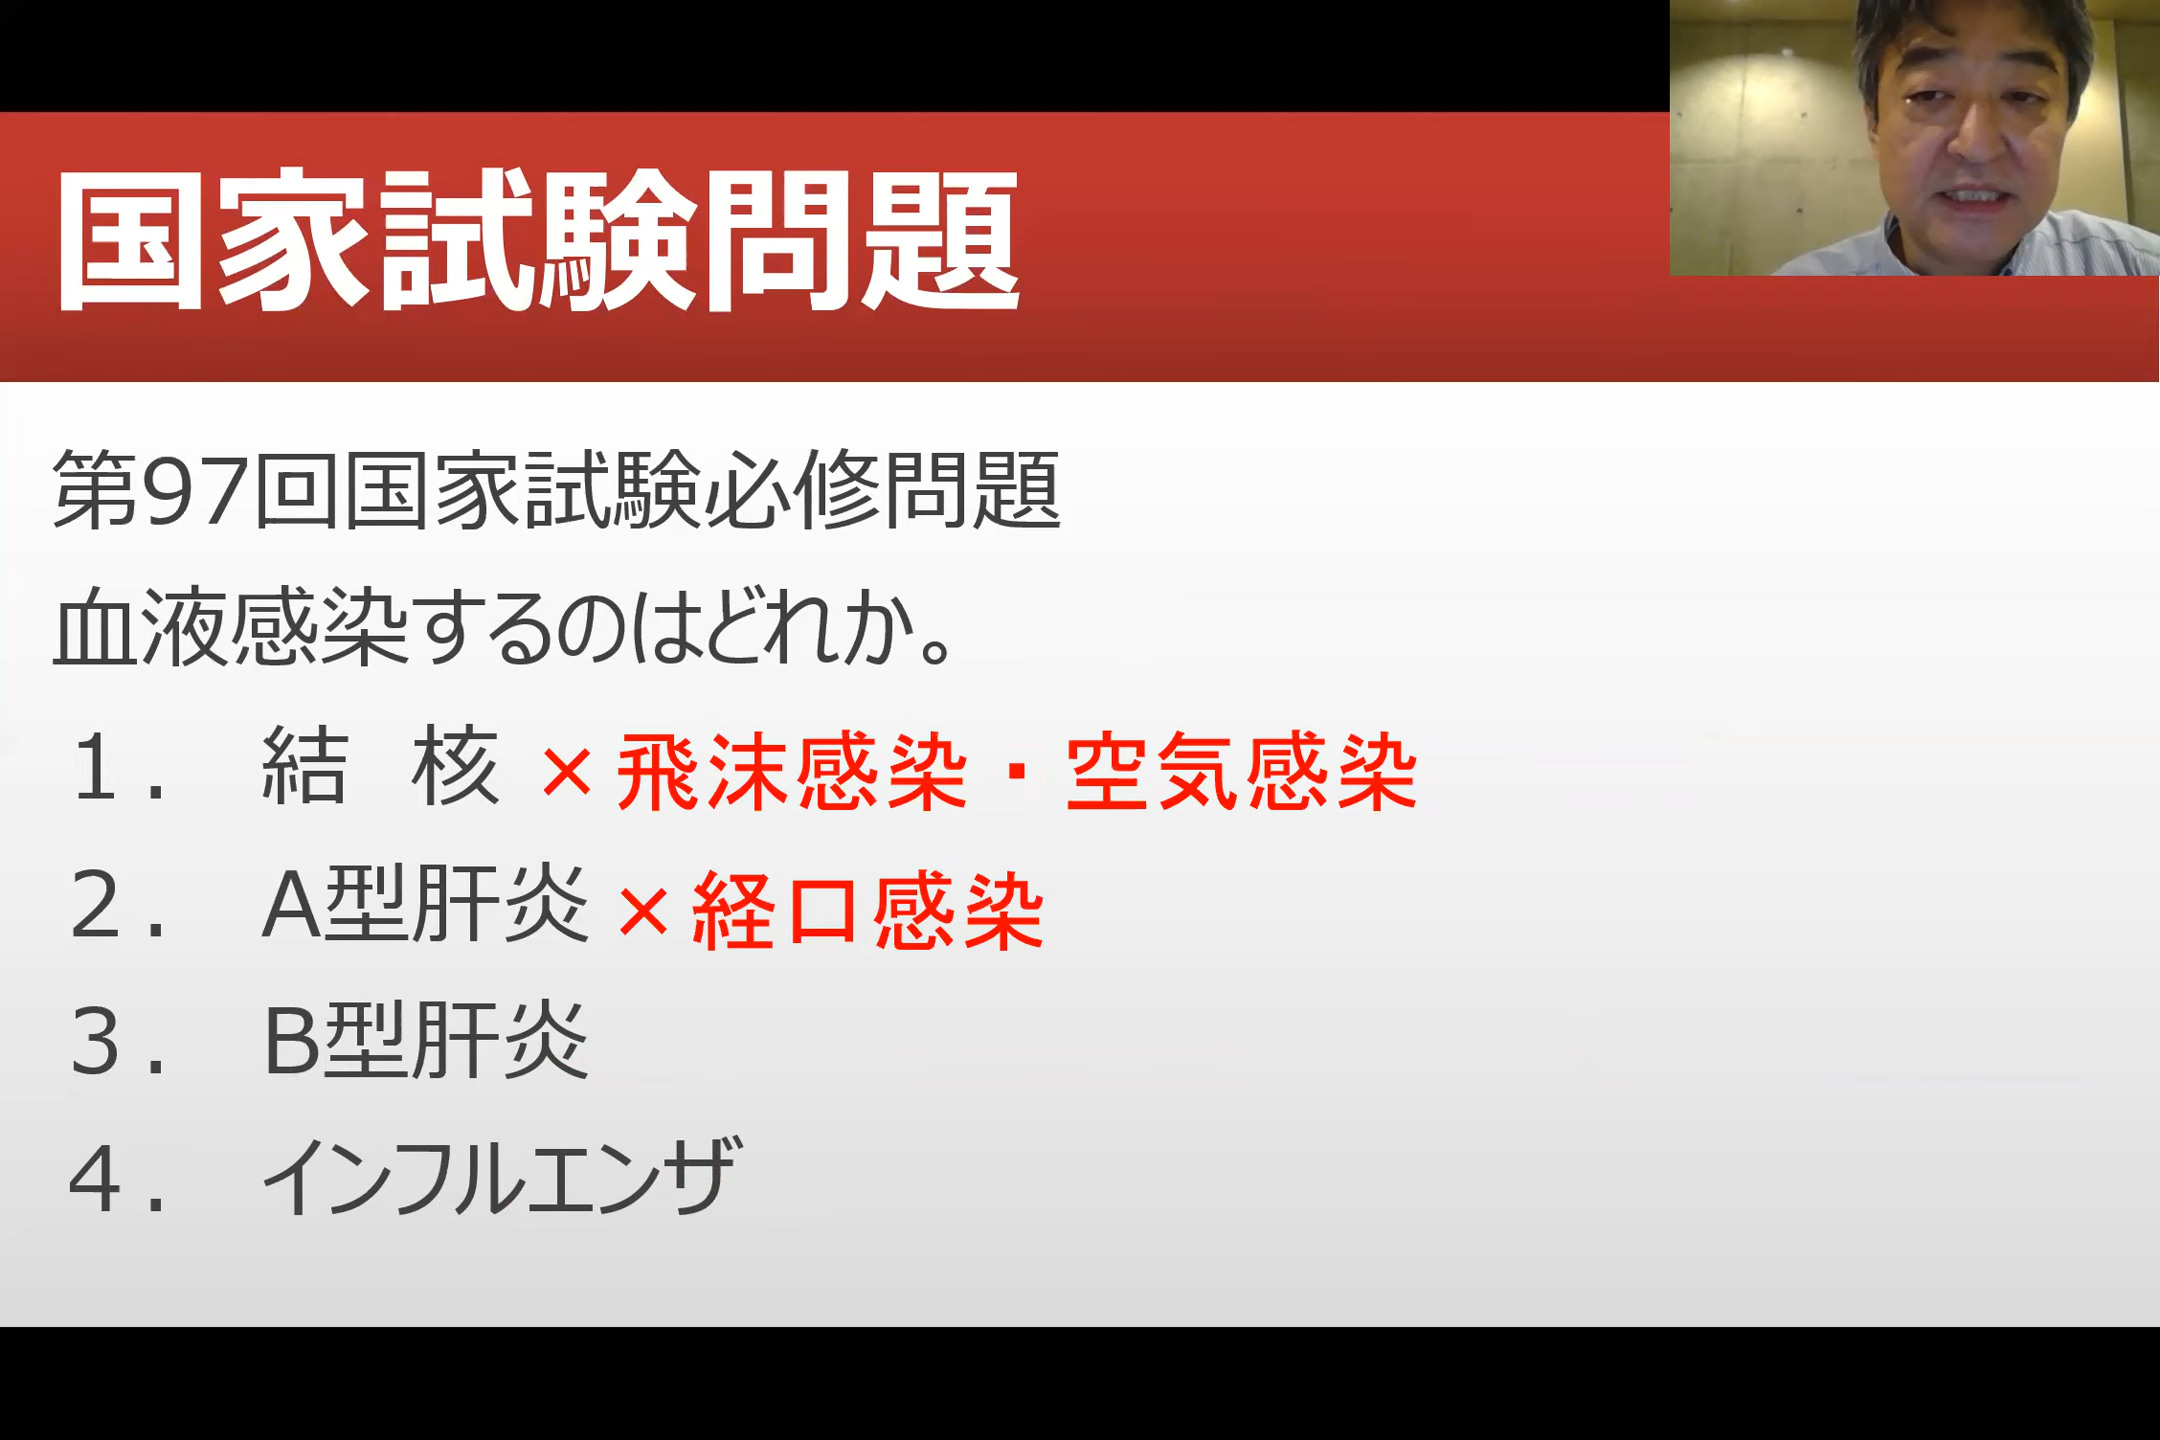 国家試験問題
第97回国家試験必修問題
血液感染するのはどれか。
１． 結　核 ×飛沫感染・空気感染
２． A型肝炎 ×経口感染
３． B型肝炎
４． インフルエンザ